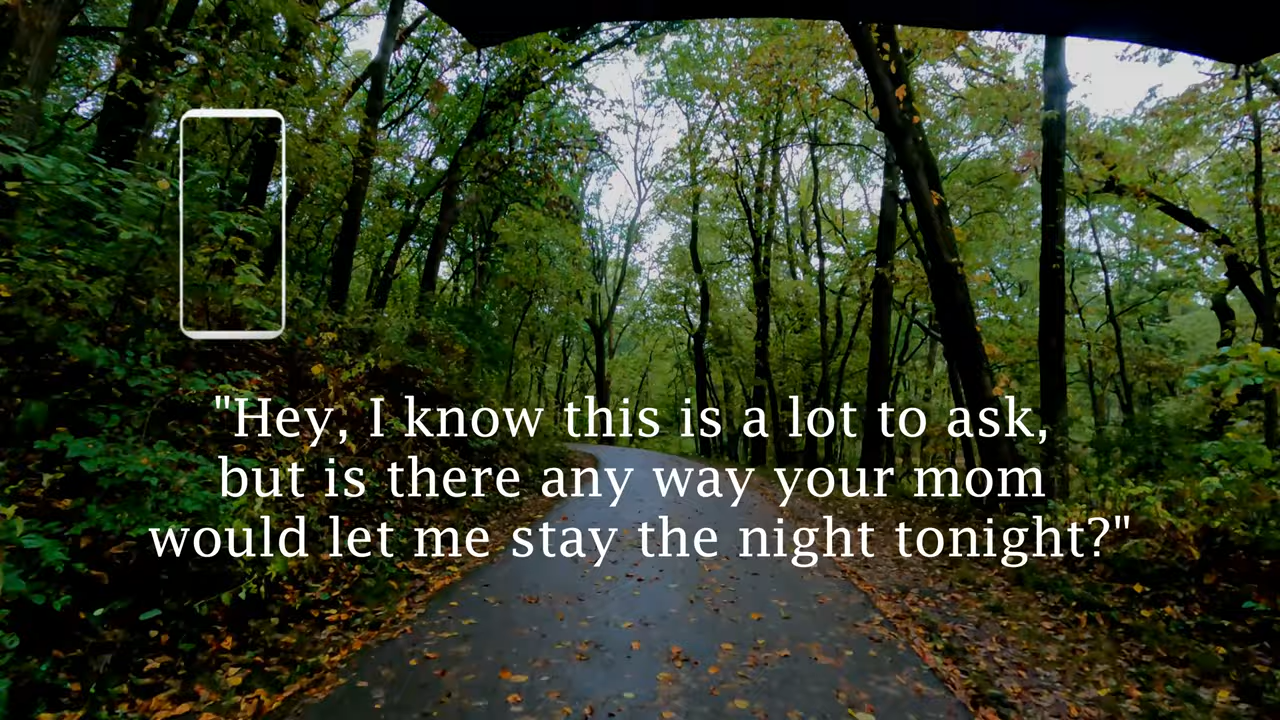 "Hey, I know this is a lot to ask,
but is there any way your mom
would let me stay the night tonight?"